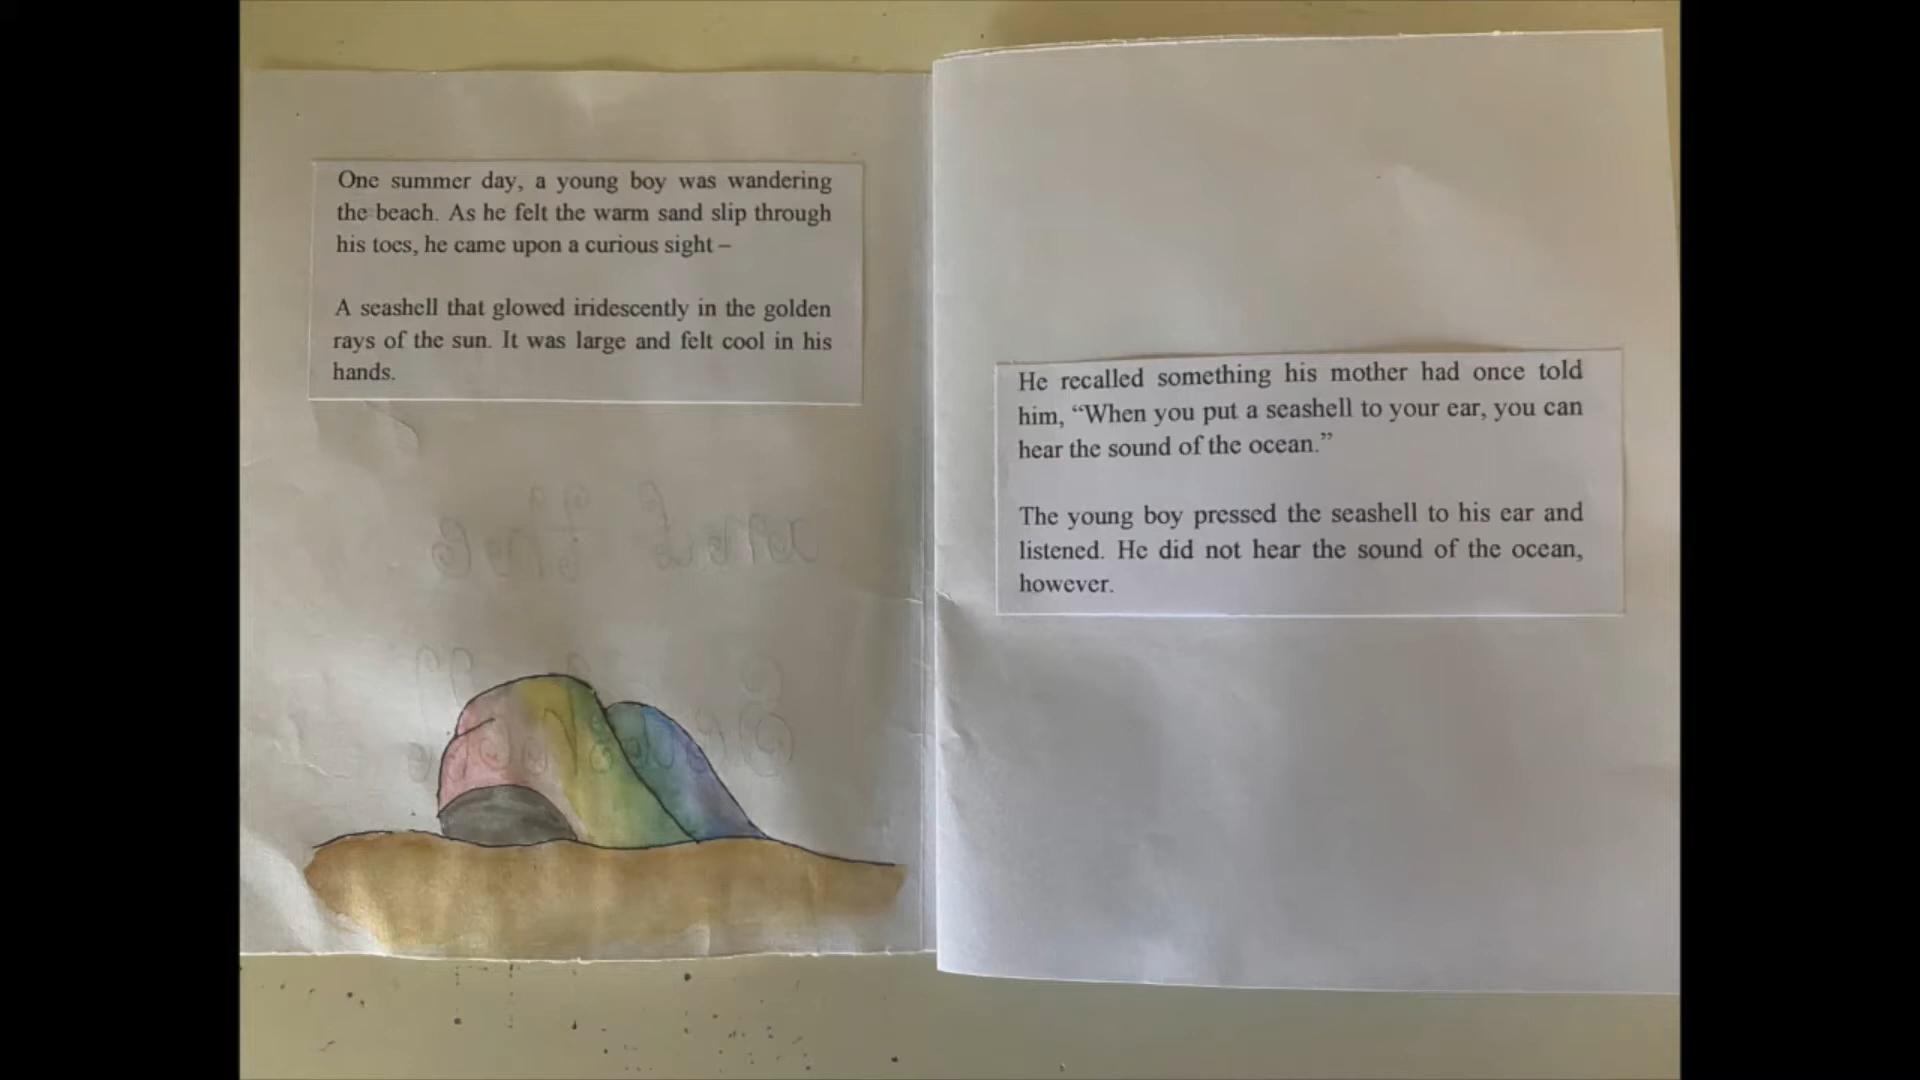 One summer day, a young boy was wandering
the beach. As he felt the warm sand slip through
his toes, he came upon a curious sight –
A seashell that glowed iridescently in the golden
rays of the sun. It was large and felt cool in his
hands.
He recalled something his mother had once told
him, “When you put a seashell to your ear, you can
hear the sound of the ocean.”
The young boy pressed the seashell to his ear and
listened. He did not hear the sound of the ocean,
however.